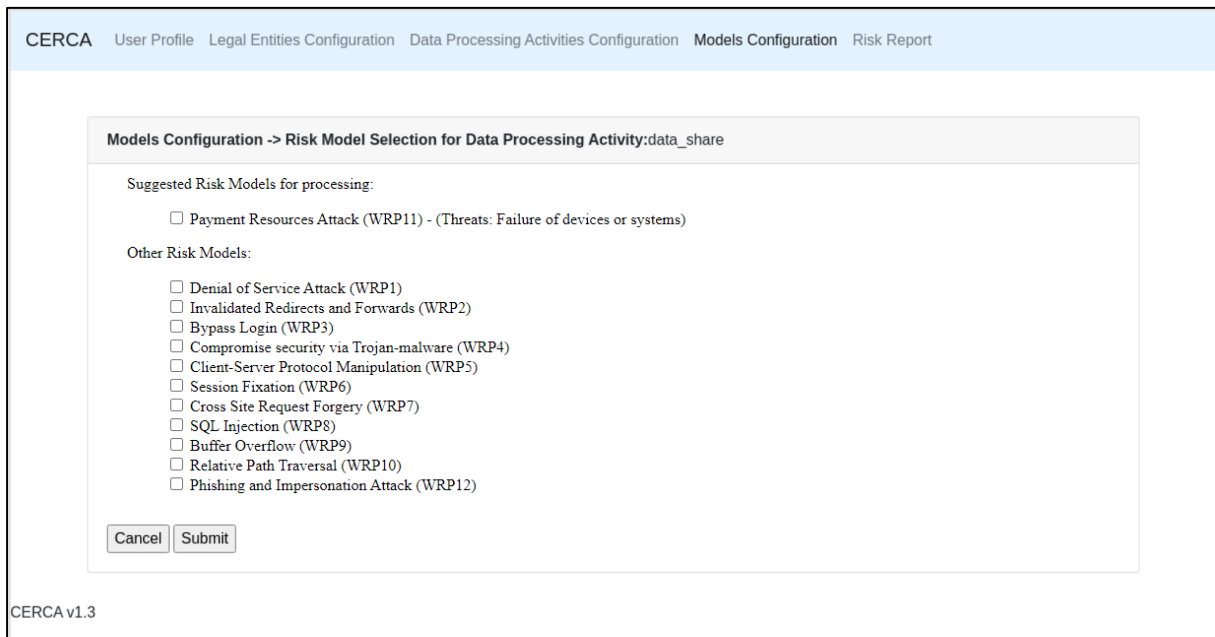 CERCA User Profile Legal Entities Configuration Data Processing Activities Configuration Models Configuration Risk Report
Models Configuration -> Risk Model Selection for Data Processing Activity:data_share
Suggested Risk Models for processing:
Payment Resources Attack (WRP11) - (Threats: Failure of devices or systems)
Other Risk Models:
Denial of Service Attack (WRP1)
Invalidated Redirects and Forwards (WRP2)
Bypass Login (WRP3)
Compromise security via Trojan-malware (WRP4)
Client-Server Protocol Manipulation (WRP5)
Session Fixation (WRP6)
Cross Site Request Forgery (WRP7)
SQL Injection (WRP8)
Buffer Overflow (WRP9)
Relative Path Traversal (WRP10)
Phishing and Impersonation Attack (WRP12)
Cancel Submit
CERCA v1.3